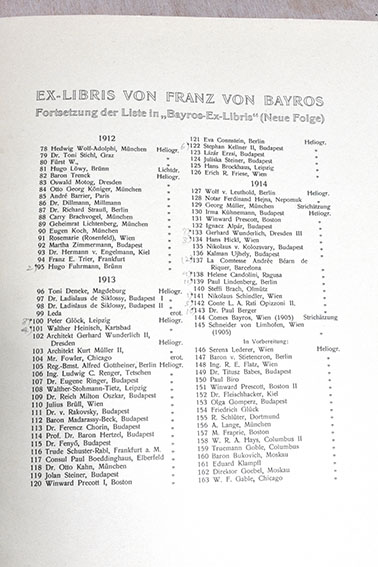 EX-LIBRIS VON FRANZ VON BAYROS
Fortsetzung der Liste in „Bayros-Ex-Libris“ (Neue Folge)
1912
78 Hedwig Woll-Adolphi, München Heliogr.
79 Dr. Toni Stichl, Graz "
80 Fürst W., "
81 Hugo Löwy, Brünn Lichtdr.
82 Baron Trenck Heliogr.
83 Oswald Motog, Dresden "
84 Otto Georg Königer, München "
85 André Barrier, Paris "
86 Dr. Dillmann, Millmann "
87 Dr. Richard Strauß, Berlin "
88 Carry Brachvogel, München "
89 Geheimrat Lichtenberg, München "
90 Eugen Koch, München "
91 Rosemarie (Rosenfeld), Wien "
92 Martha Zimmermann, Budapest "
93 Dr. Hermann v. Engelmann, Kiel "
94 Franz E. Trier, Frankfurt "
95 Hugo Fuhrmann, Brünn "
1913
96 Toni Deneke, Magdeburg Heliogr.
97 Dr. Ladislaus de Siklossy, Budapest I "
98 Dr. Ladislaus de Siklossy, Budapest II "
99 Leda erot. "
100 Peter Glöck, Leipzig Heliogr.
101 Walther Heinisch, Karlsbad "
102 Architekt Gerhard Wunderlich II, Dresden Heliogr.
103 Architekt Kurt Müller II, "
104 Mr. Fowler, Chicago erot. "
105 Reg.-Bmst. Alfred Gottheiner, Berlin Heliogr.
106 Ing. Ludwig C. Renger, Tetschen "
107 Dr. Eugene Ringer, Budapest "
108 Walther-Stohmann-Tietz, Leipzig "
109 Dr. Reich Milton Oszkar, Budapest "
110 Julius Brüll, Wien "
111 Dr. v. Rakovsky, Budapest "
112 Baron Madarassy-Beck, Budapest "
113 Dr. Ferencz Chorin, Budapest "
114 Prof. Dr. Baron Hertzel, Budapest "
115 Dr. Fenyő, Budapest "
116 Trude Schuster-Rabl, Frankfurt a. M. "
117 Consul Paul Boeddinghaus, Elberfeld "
118 Dr. Otto Kahn, München "
119 Jolan Steiner, Budapest "
120 Winward Precott I, Boston "
121 Eva Connstein, Berlin Heliogr.
122 Stephan Kellner II, Budapest "
123 Lázár Erzsi, Budapest "
124 Juliska Steiner, Budapest "
125 Hans Brockhaus, Leipzig "
126 Erich R. Friese, Wien "
1914
127 Wolf v. Leuthold, Berlin Heliogr.
128 Notar Ferdinand Hejna, Nepomuk "
129 Georg Müller, München Strichätzung
130 Irma Kühnemann, Budapest Heliogr.
131 Winward Prescott, Boston "
132 Ignacz Alpár, Budapest "
133 Gerhard Wunderlich, Dresden III "
134 Hans Hickl, Wien "
135 Nikolaus v. Kolozsvary, Budapest "
136 Kalman Ujhely, Budapest "
137 La Comtesse Andrée Béarn de Riquer, Barcelona "
138 Helene Candolini, Ragusa "
139 Paul Lindenberg, Berlin "
140 Steffi Brach, Olmütz "
141 Nikolaus Schindler, Wien "
142 Conte L. A. Rati Opizzoni II. "
143 Dr. Paul Berger "
144 Comes Bayros (1905) Strichätzung
145 Schneider von Limhofen, Wien (1905) "
In Vorbereitung:
146 Serena Lederer, Wien Heliogr.
147 Baron v. Stietencron, Berlin "
148 Ing. R. E. Flatz, Wien "
149 Dr. Titusz Babes, Budapest "
150 Paul Biro "
151 Winward Prescott, Boston II "
152 Dr. Fleischhacker, Kiel "
153 Olga Gomperz, Budapest "
154 Friedrich Glück "
155 R. Schlüter, Dortmund "
156 A. Lange, München "
157 M. Fraprie, Boston "
158 W. R. A. Hays, Columbus II "
159 Truemann Goble, Columbus "
160 Baron Bukovich, Moskau "
161 Eduard Klampfl "
162 Direktor Goebel, Moskau "
163 W. F. Gable, Chicago "